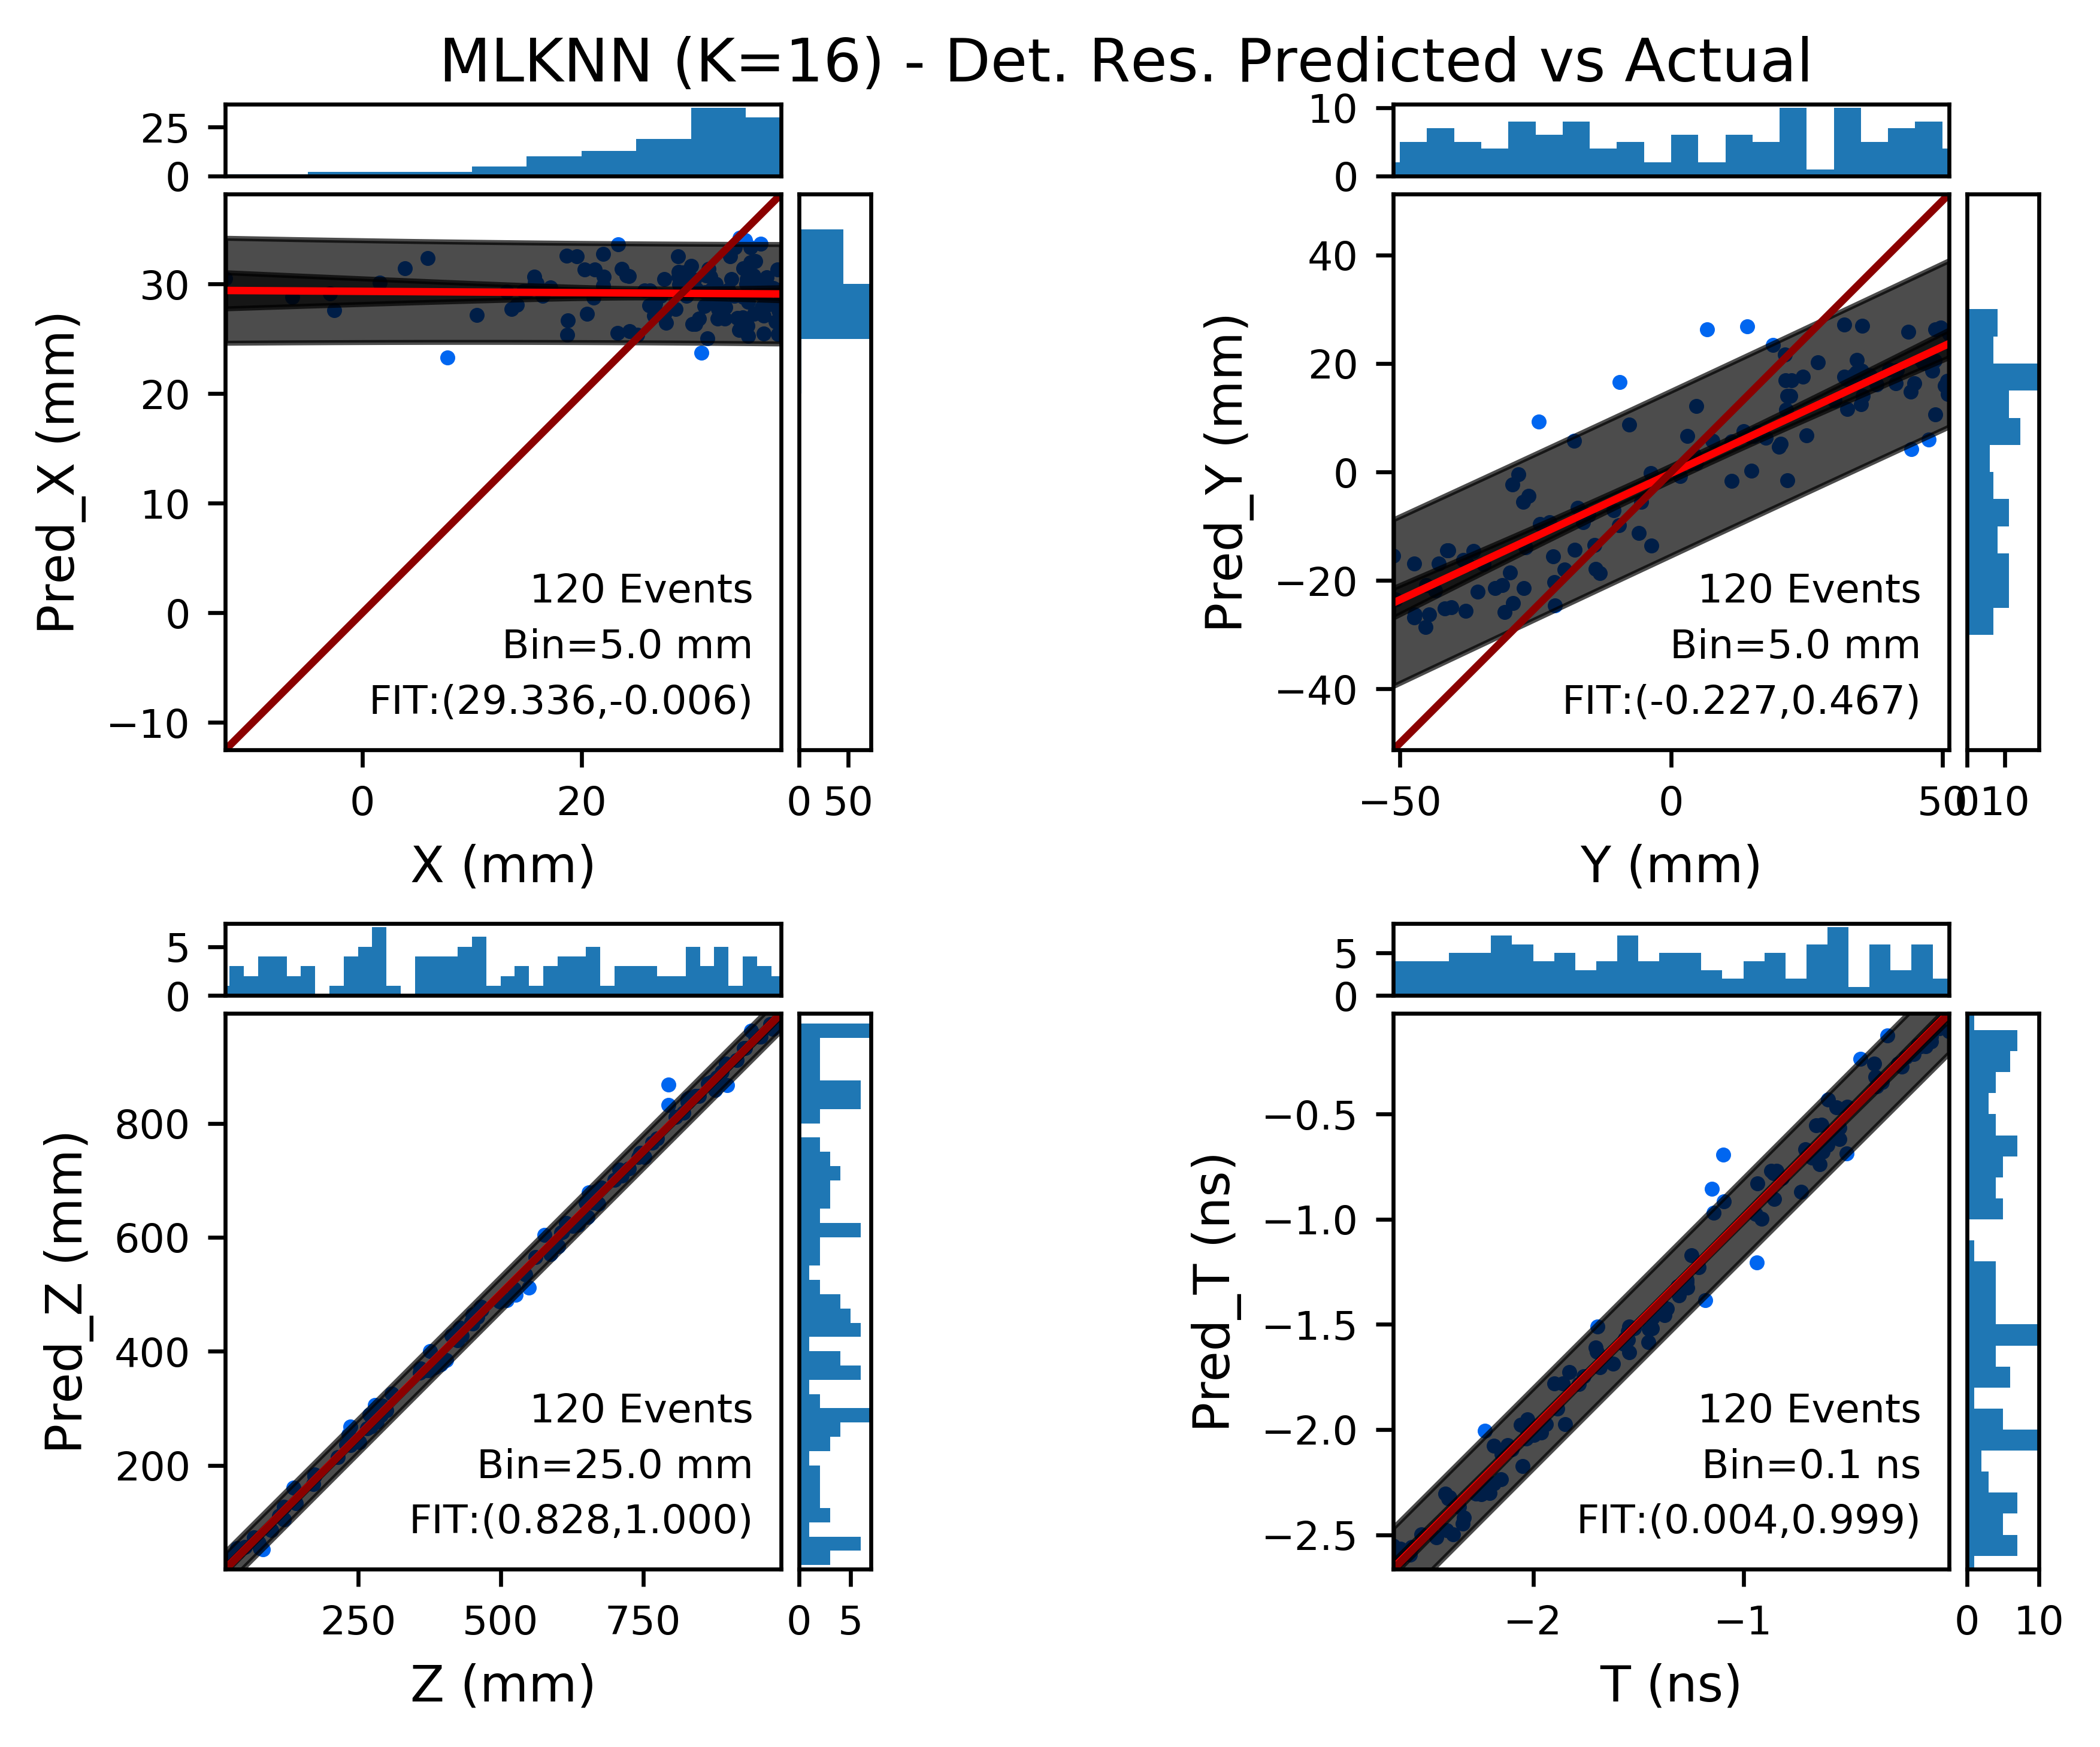 MLKNN (K=16) - Det. Res. Predicted vs Actual
25
0
Pred_X (mm)
30
20
10
0
−10
120 Events
Bin=5.0 mm
FIT:(29.336,-0.006)
0 20
0 50
X (mm)
10
0
Pred_Y (mm)
40
20
0
−20
−40
120 Events
Bin=5.0 mm
FIT:(-0.227,0.467)
−50 0 50
0 10
Y (mm)
5
0
Pred_Z (mm)
800
600
400
200
120 Events
Bin=25.0 mm
FIT:(0.828,1.000)
250 500 750
0 5
Z (mm)
5
0
Pred_T (ns)
−0.5
−1.0
−1.5
−2.0
−2.5
120 Events
Bin=0.1 ns
FIT:(0.004,0.999)
−2 −1
0 10
T (ns)